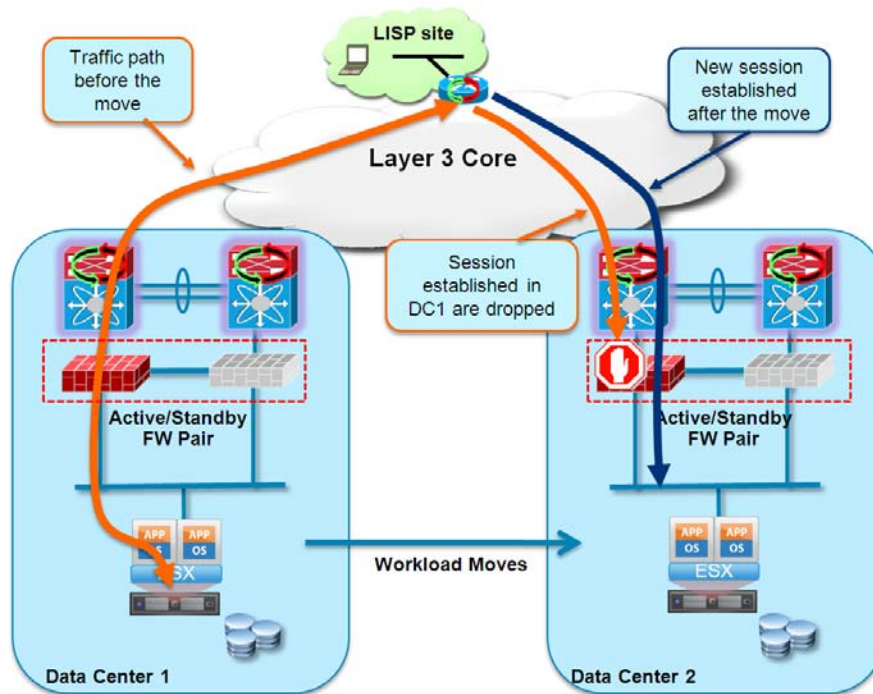 LISP site
Traffic path
before the
move
New session
established
after the move
Layer 3 Core
Session
established in
DC1 are dropped
Active/Standby
FW Pair
Active/Standby
FW Pair
APP
OS
APP
OS
ESX
APP
OS
APP
OS
ESX
Workload Moves
Data Center 1
Data Center 2